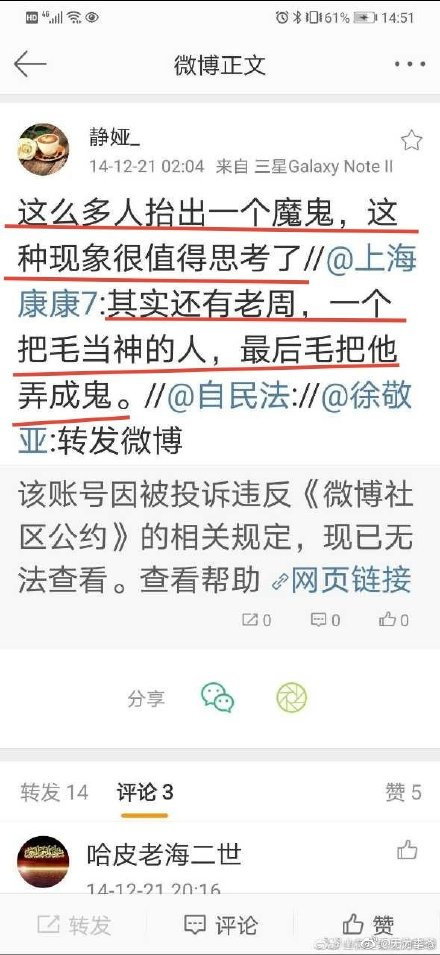 HD 4G 61% 14:51
微博正文
静娅_
14-12-21 02:04 来自 三星Galaxy Note II
这么多人抬出一个魔鬼，这
种现象很值得思考了//@上海
康康7:其实还有老周，一个
把毛当神的人，最后毛把他
弄成鬼。//@自民法://@徐敬
亚:转发微博
该账号因被投诉违反《微博社
区公约》的相关规定，现已无
法查看。查看帮助 网页链接
0 0 0
分享
转发 14 评论 3 赞 5
哈皮老海二世
14-12-21 20:16
转发 评论 赞